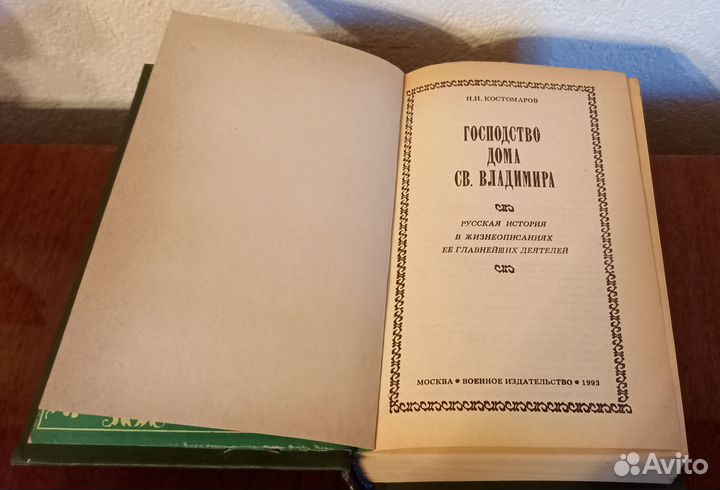 Н.И. КОСТОМАРОВ
ГОСПОДСТВО
ДОМА
СВ. ВЛАДИМИРА
РУССКАЯ ИСТОРИЯ
В ЖИЗНЕОПИСАНИЯХ
ЕЕ ГЛАВНЕЙШИХ ДЕЯТЕЛЕЙ
МОСКВА • ВОЕННОЕ ИЗДАТЕЛЬСТВО • 1993
Avito